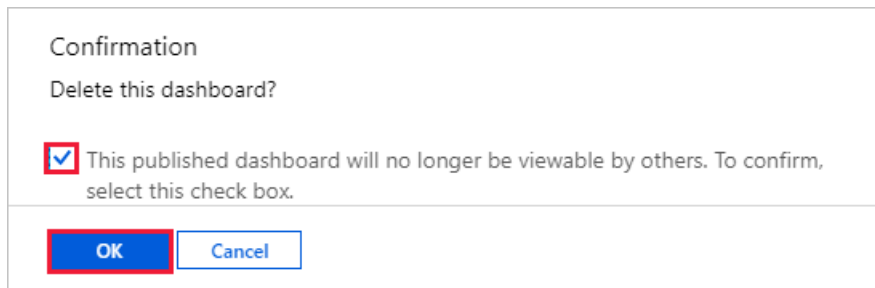 Confirmation
Delete this dashboard?
This published dashboard will no longer be viewable by others. To confirm,
select this check box.
OK
Cancel